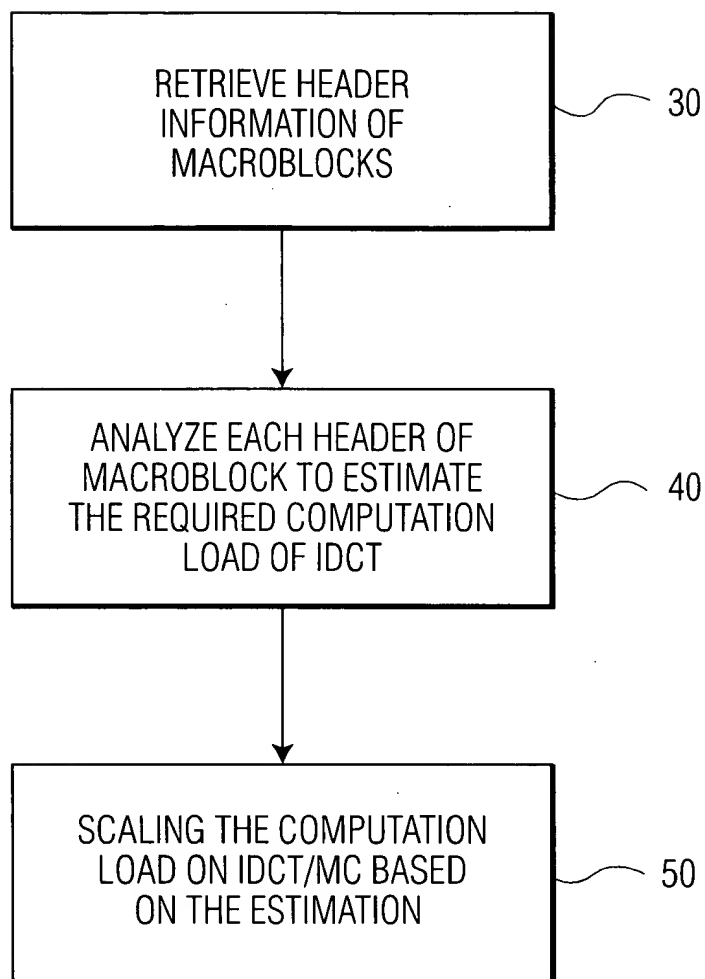 RETRIEVE HEADER
INFORMATION OF
MACROBLOCKS
30
ANALYZE EACH HEADER OF
MACROBLOCK TO ESTIMATE
THE REQUIRED COMPUTATION
LOAD OF IDCT
40
SCALING THE COMPUTATION
LOAD ON IDCT/MC BASED
ON THE ESTIMATION
50